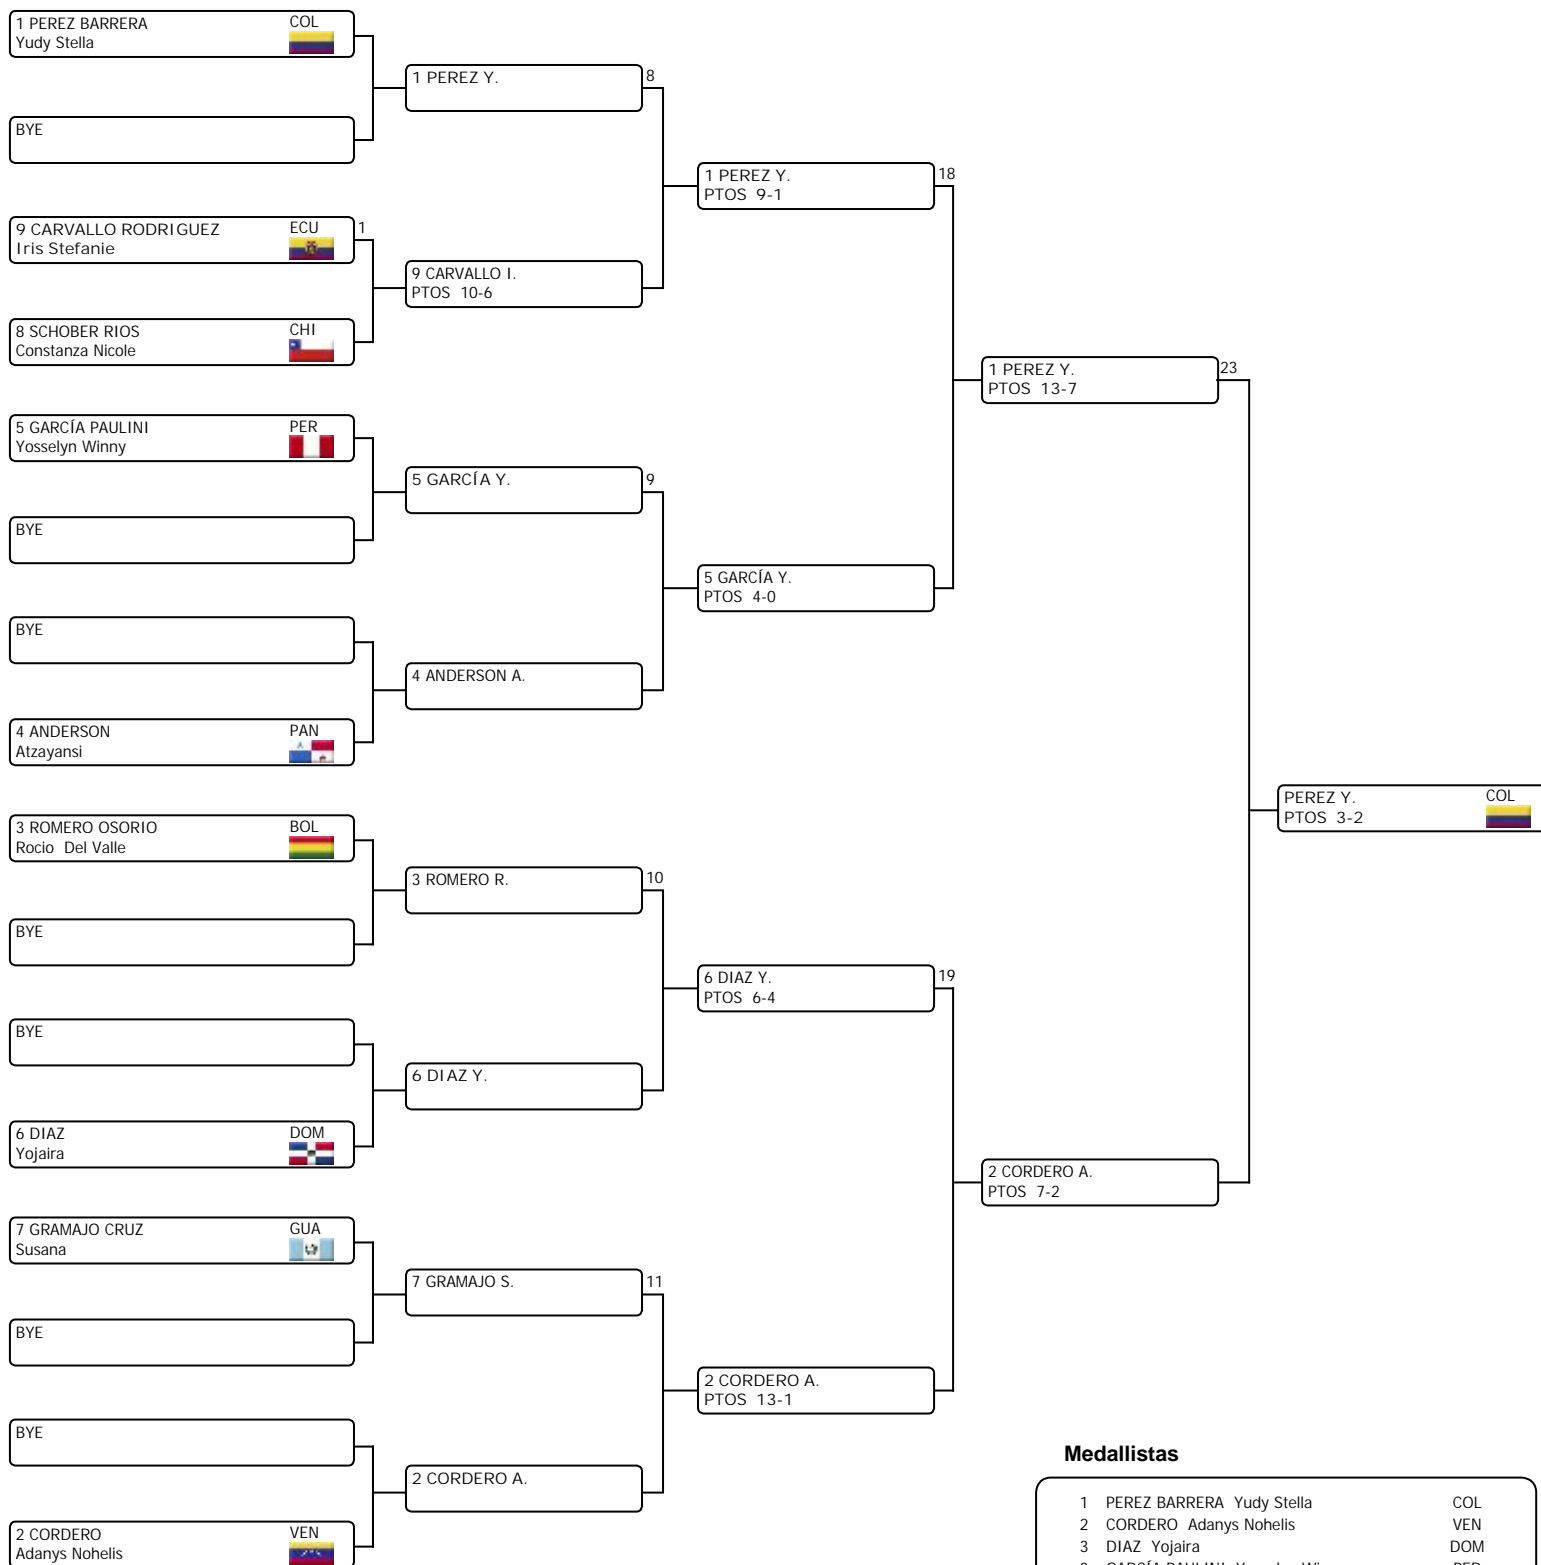 1 PEREZ BARRERA COL
Yudy Stella
BYE
9 CARVALLO RODRIGUEZ ECU 1
Iris Stefanie
8 SCHOBER RIOS CHI
Constanza Nicole
5 GARCÍA PAULINI PER
Yosselyn Winny
BYE
BYE
4 ANDERSON PAN
Atzayansi
3 ROMERO OSORIO BOL
Rocio Del Valle
BYE
BYE
6 DIAZ DOM
Yojaira
7 GRAMAJO CRUZ GUA
Susana
BYE
BYE
2 CORDERO VEN
Adanys Nohelis
1 PEREZ Y. 8
9 CARVALLO I.
PTOS 10-6
5 GARCÍA Y. 9
4 ANDERSON A.
3 ROMERO R. 10
6 DIAZ Y.
7 GRAMAJO S. 11
2 CORDERO A.
1 PEREZ Y. 18
PTOS 9-1
5 GARCÍA Y.
PTOS 4-0
6 DIAZ Y. 19
PTOS 6-4
2 CORDERO A.
PTOS 13-1
1 PEREZ Y. 23
PTOS 13-7
2 CORDERO A.
PTOS 7-2
PEREZ Y. COL
PTOS 3-2
Medallistas
1 PEREZ BARRERA Yudy Stella COL
2 CORDERO Adanys Nohelis VEN
3 DIAZ Yojaira DOM